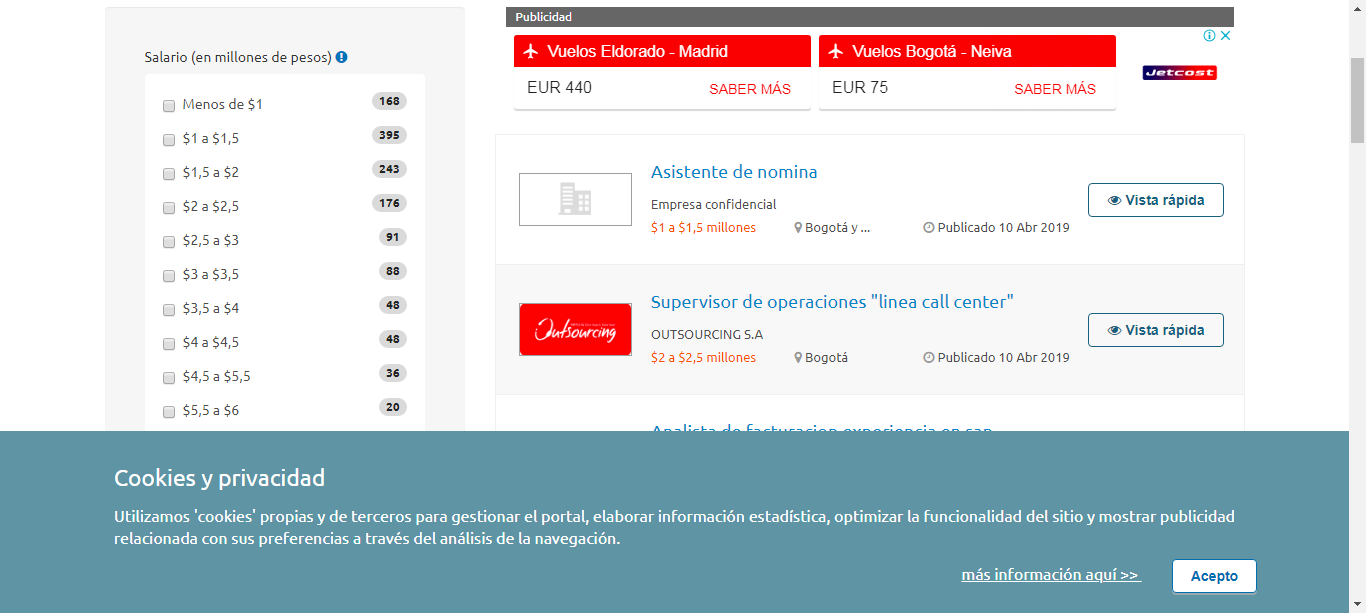 Salario (en millones de pesos)
Menos de $1 168
$1 a $1,5 395
$1,5 a $2 243
$2 a $2,5 176
$2,5 a $3 91
$3 a $3,5 88
$3,5 a $4 48
$4 a $4,5 48
$4,5 a $5,5 36
$5,5 a $6 20
Publicidad
Vuelos Eldorado - Madrid
EUR 440 SABER MÁS
Vuelos Bogotá - Neiva
EUR 75 SABER MÁS
Jetcost
Asistente de nomina
Empresa confidencial
$1 a $1,5 millones Bogotá y ... Publicado 10 Abr 2019
Vista rápida
Outsourcing
Supervisor de operaciones "linea call center"
OUTSOURCING S.A
$2 a $2,5 millones Bogotá Publicado 10 Abr 2019
Vista rápida
Analista de facturacion experiencia en sap
Cookies y privacidad
Utilizamos 'cookies' propias y de terceros para gestionar el portal, elaborar información estadística, optimizar la funcionalidad del sitio y mostrar publicidad
relacionada con sus preferencias a través del análisis de la navegación.
más información aquí >>
Acepto